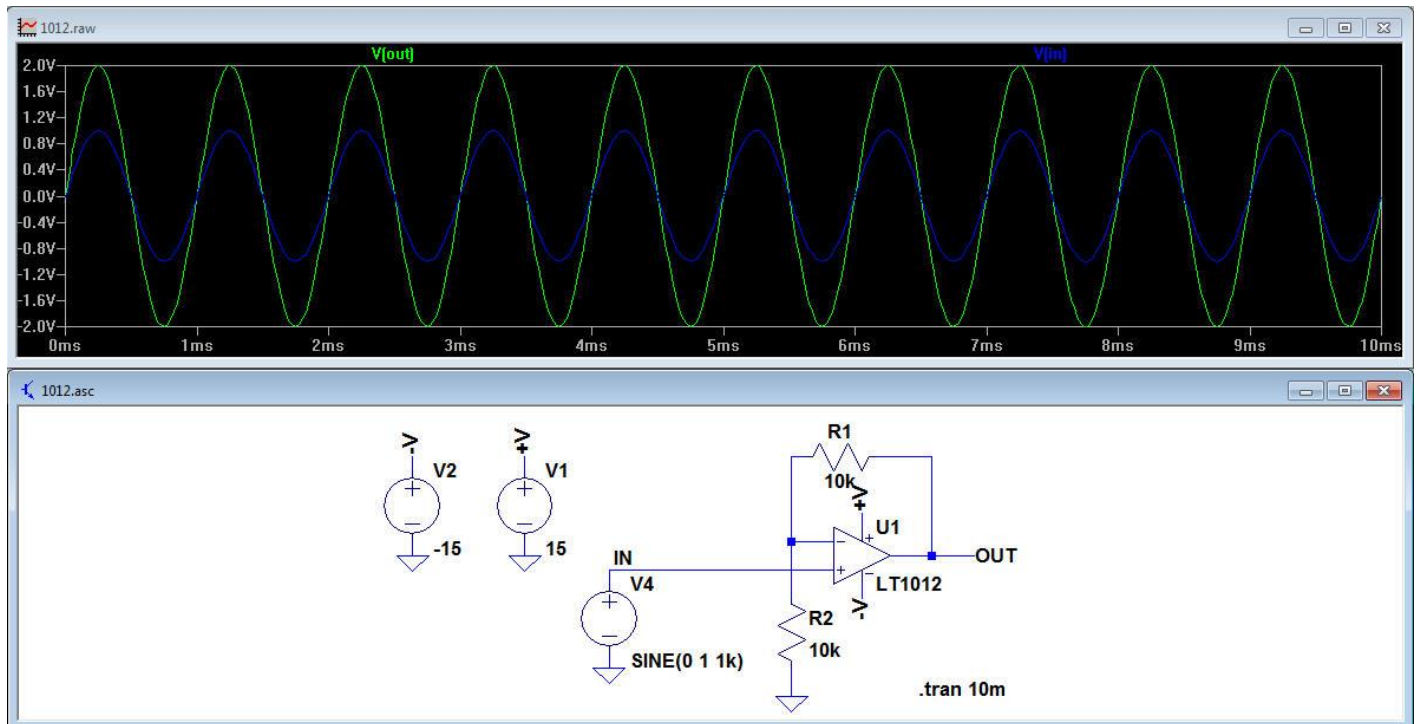 1012.raw
V(out) V(in)
2.0V
1.6V
1.2V
0.8V
0.4V
0.0V
-0.4V
-0.8V
-1.2V
-1.6V
-2.0V
0ms 1ms 2ms 3ms 4ms 5ms 6ms 7ms 8ms 9ms 10ms
1012.asc
-V
V2
-15
+V
V1
15
IN
V4
SINE(0 1 1k)
R1
10k
+V
U1
LT1012
-V
OUT
R2
10k
.tran 10m